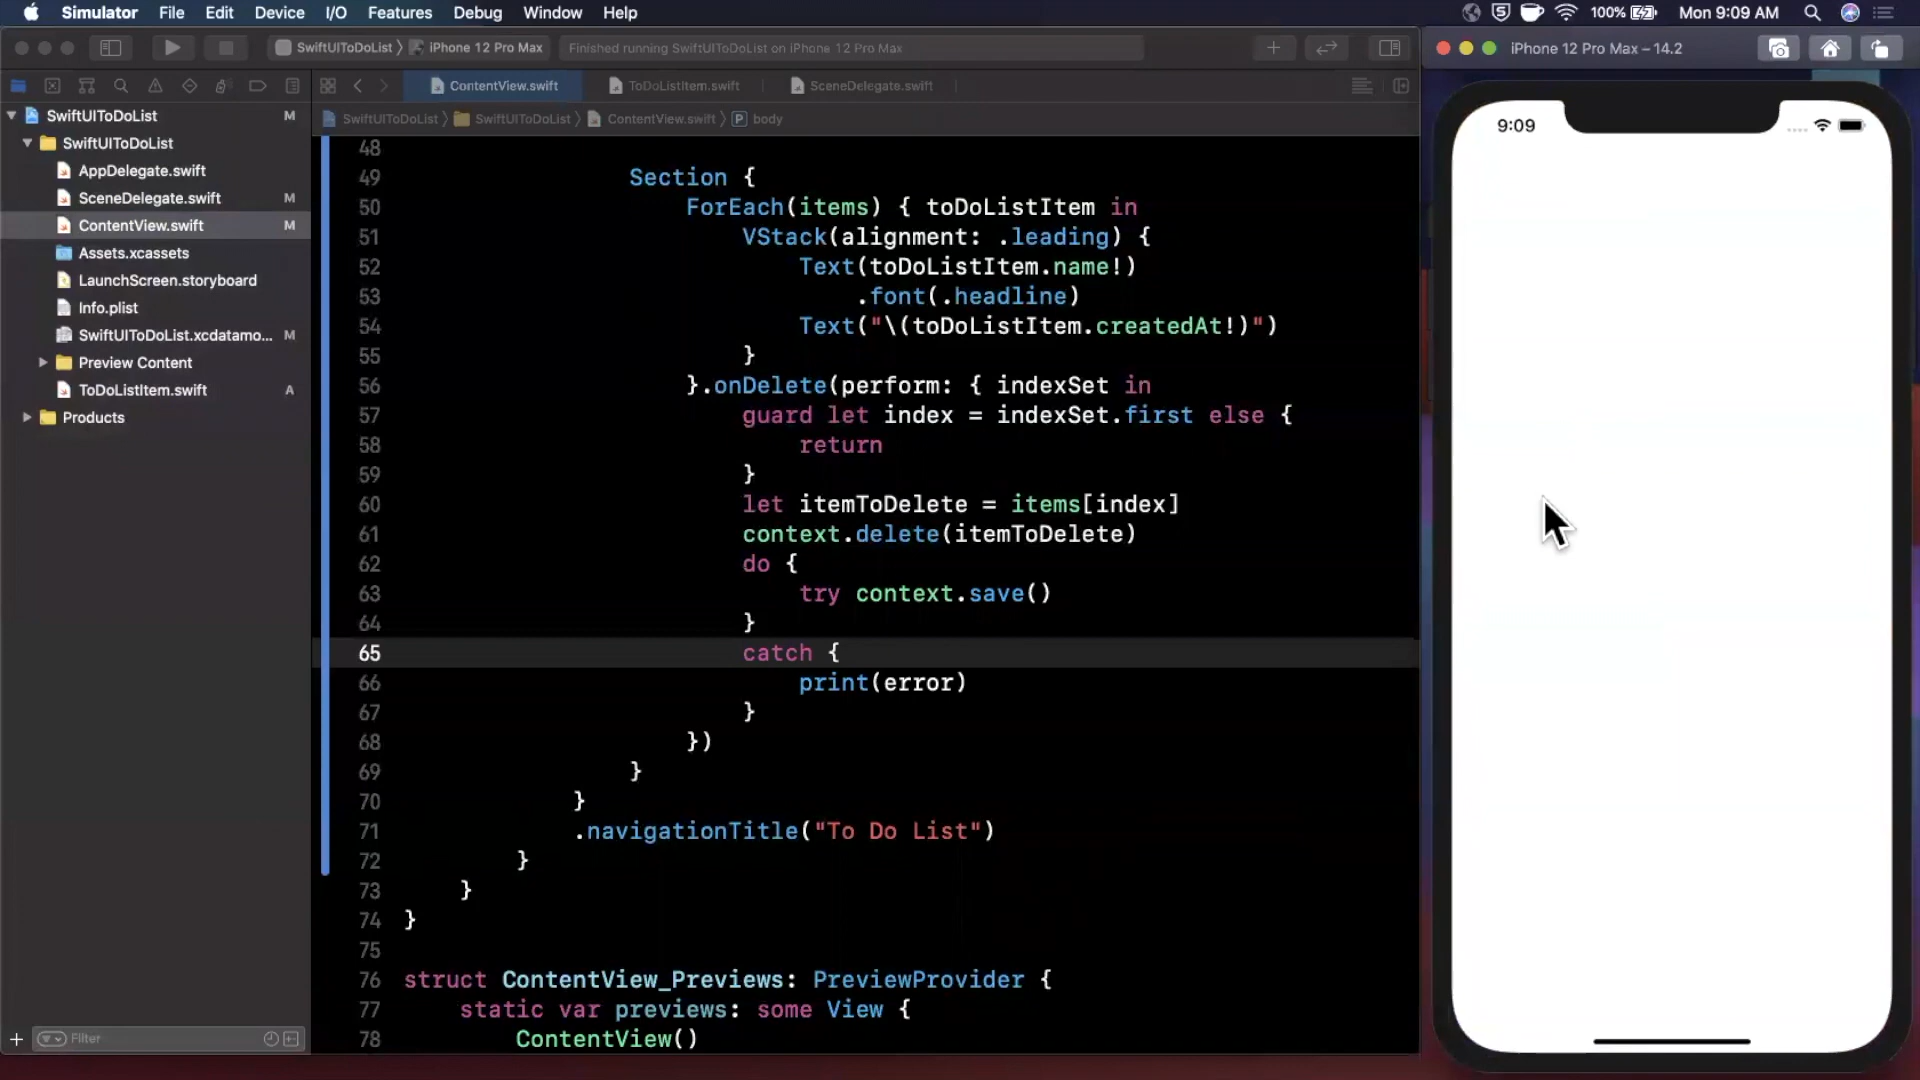 Simulator File Edit Device I/O Features Debug Window Help
100% Mon 9:09 AM
SwiftUIToDoList iPhone 12 Pro Max
Finished running SwiftUIToDoList on iPhone 12 Pro Max
iPhone 12 Pro Max – 14.2
ContentView.swift
ToDoListItem.swift
SceneDelegate.swift
SwiftUIToDoList SwiftUIToDoList ContentView.swift P body
SwiftUIToDoList M
SwiftUIToDoList
AppDelegate.swift
SceneDelegate.swift M
ContentView.swift M
Assets.xcassets
LaunchScreen.storyboard
Info.plist
SwiftUIToDoList.xcdatamo... M
Preview Content
ToDoListItem.swift A
Products
Filter
48
49 Section {
50 ForEach(items) { toDoListItem in
51 VStack(alignment: .leading) {
52 Text(toDoListItem.name!)
53 .font(.headline)
54 Text("\(toDoListItem.createdAt!)")
55 }
56 }.onDelete(perform: { indexSet in
57 guard let index = indexSet.first else {
58 return
59 }
60 let itemToDelete = items[index]
61 context.delete(itemToDelete)
62 do {
63 try context.save()
64 }
65 catch {
66 print(error)
67 }
68 })
69 }
70 }
71 .navigationTitle("To Do List")
72 }
73 }
74 }
75
76 struct ContentView_Previews: PreviewProvider {
77 static var previews: some View {
78 ContentView()
9:09